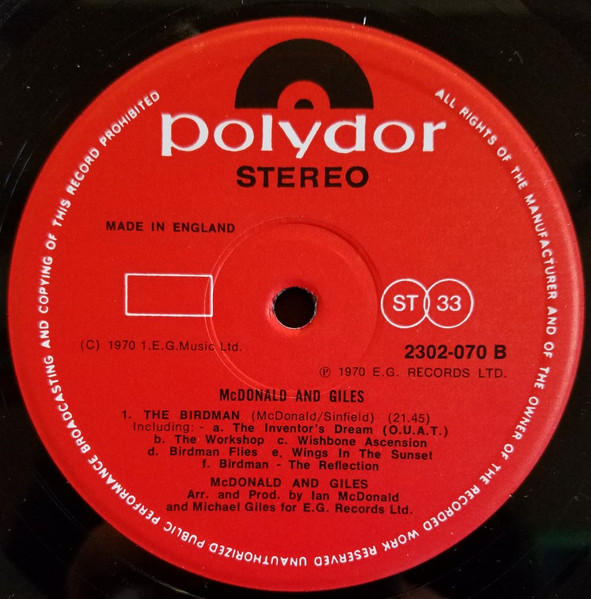 polydor
STEREO
MADE IN ENGLAND
ST 33
(C) 1970 1.E.G.Music Ltd.
2302-070 B
℗ 1970 E.G. RECORDS LTD.
McDONALD AND GILES
1. THE BIRDMAN (McDonald/Sinfield) (21.45)
Including: - a. The Inventor's Dream (O.U.A.T.)
b. The Workshop c. Wishbone Ascension
d. Birdman Flies e. Wings In The Sunset
f. Birdman - The Reflection
McDONALD AND GILES
Arr. and Prod. by Ian McDonald
and Michael Giles for E.G. Records Ltd.
ALL RIGHTS OF THE MANUFACTURER AND OF THE OWNER OF THE RECORDED WORK RESERVED UNAUTHORIZED PUBLIC PERFORMANCE BROADCASTING AND COPYING OF THIS RECORD PROHIBITED